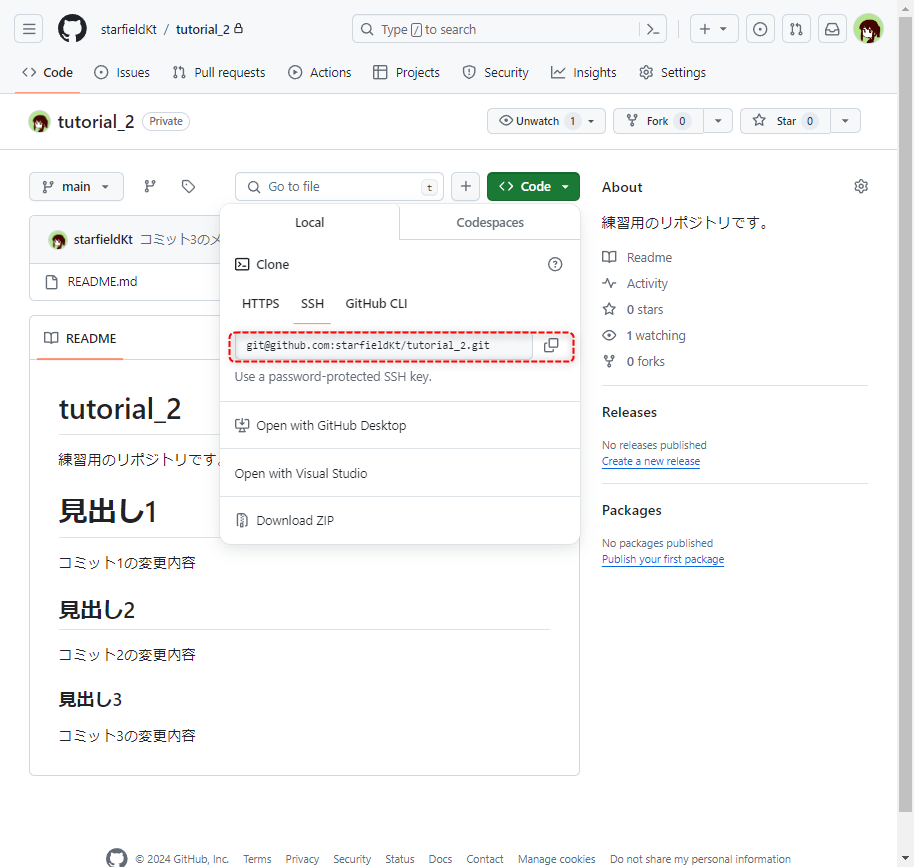 starfieldKt / tutorial_2
Type / to search
Code Issues Pull requests Actions Projects Security Insights Settings
tutorial_2 Private
Unwatch 1 Fork 0 Star 0
main
Go to file t
Code
About
Local Codespaces
練習用のリポジトリです。
starfieldKt コミット3のメ
Clone
Readme
README.md
Activity
HTTPS SSH GitHub CLI
0 stars
README
git@github.com:starfieldKt/tutorial_2.git
1 watching
Use a password-protected SSH key.
0 forks
tutorial_2
Releases
Open with GitHub Desktop
No releases published
練習用のリポジトリです。
Create a new release
Open with Visual Studio
見出し1
Packages
Download ZIP
No packages published
コミット1の変更内容
Publish your first package
見出し2
コミット2の変更内容
見出し3
コミット3の変更内容
© 2024 GitHub, Inc. Terms Privacy Security Status Docs Contact Manage cookies Do not share my personal information